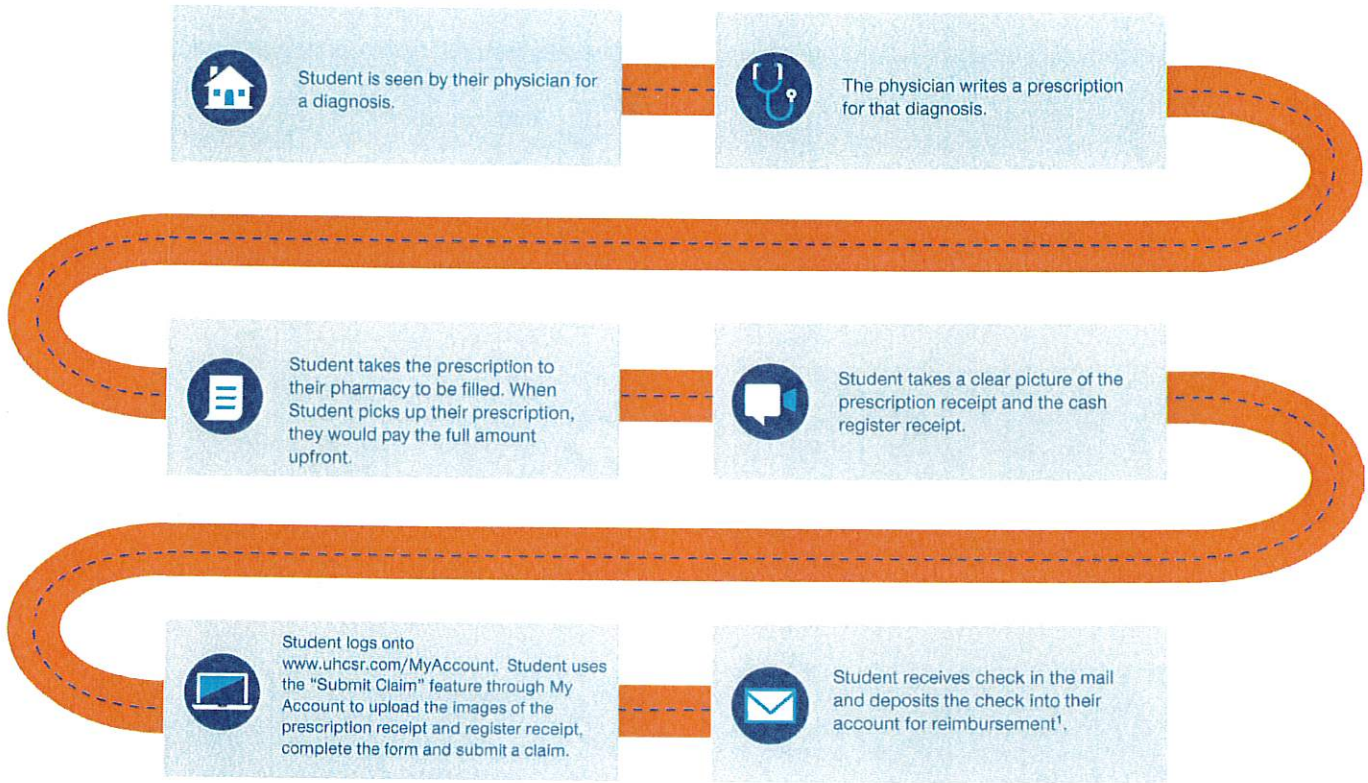 Student is seen by their physician for
a diagnosis.
The physician writes a prescription
for that diagnosis.
Student takes the prescription to
their pharmacy to be filled. When
Student picks up their prescription,
they would pay the full amount
upfront.
Student takes a clear picture of the
prescription receipt and the cash
register receipt.
Student logs onto
www.uhcsr.com/MyAccount. Student uses
the “Submit Claim” feature through My
Account to upload the images of the
prescription receipt and register receipt,
complete the form and submit a claim.
Student receives check in the mail
and deposits the check into their
account for reimbursement¹.